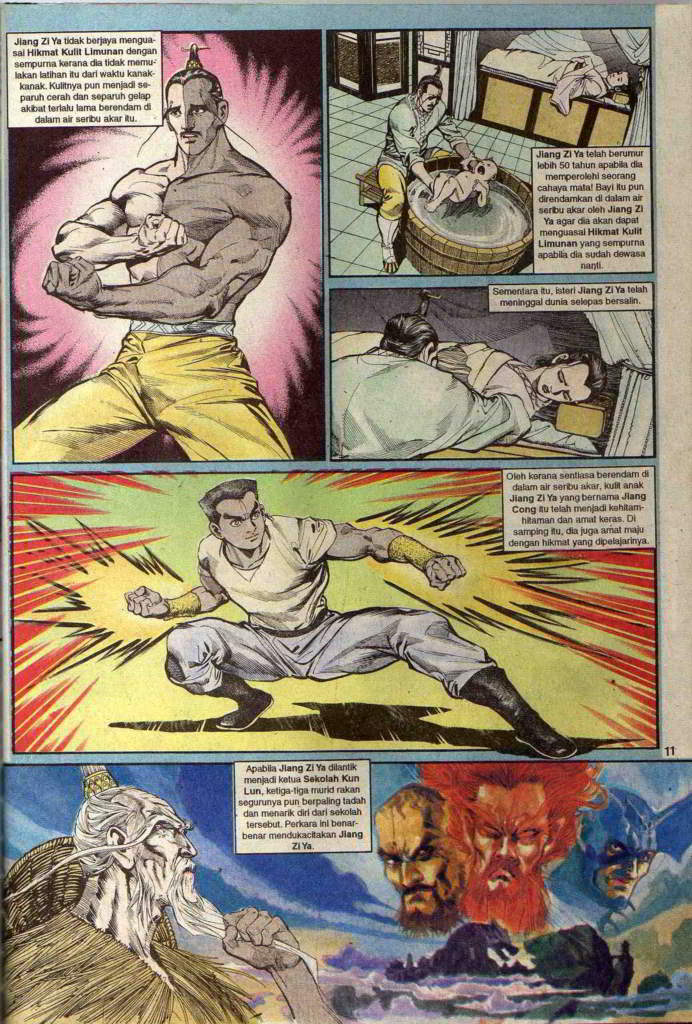 Jiang Zi Ya tidak berjaya mengua-
sai Hikmat Kulit Limunan dengan
sempurna kerana dia tidak memu-
lakan latihan itu dari waktu kanak-
kanak. Kulitnya pun menjadi se-
paruh cerah dan separuh gelap
akibat terlalu lama berendam di
dalam air seribu akar itu.
Jiang Zi Ya telah berumur
lebih 50 tahun apabila dia
memperolehi seorang
cahaya mata! Bayi itu pun
direndamkan di dalam air
seribu akar oleh Jiang Zi
Ya agar dia akan dapat
menguasai Hikmat Kulit
Limunan yang sempurna
apabila dia sudah dewasa
nanti.
Sementara itu, isteri Jiang Zi Ya telah
meninggal dunia selepas bersalin.
Oleh kerana sentiasa berendam di
dalam air seribu akar, kulit anak
Jiang Zi Ya yang bernama Jiang
Cong itu telah menjadi kehitam-
hitaman dan amat keras. Di
samping itu, dia juga amat maju
dengan hikmat yang dipelajarinya.
11
Apabila Jiang Zi Ya dilantik
menjadi ketua Sekolah Kun
Lun, ketiga-tiga murid rakan
segurunya pun berpaling tadah
dan menarik diri dari sekolah
tersebut. Perkara ini benar-
benar mendukacitakan Jiang
Zi Ya.